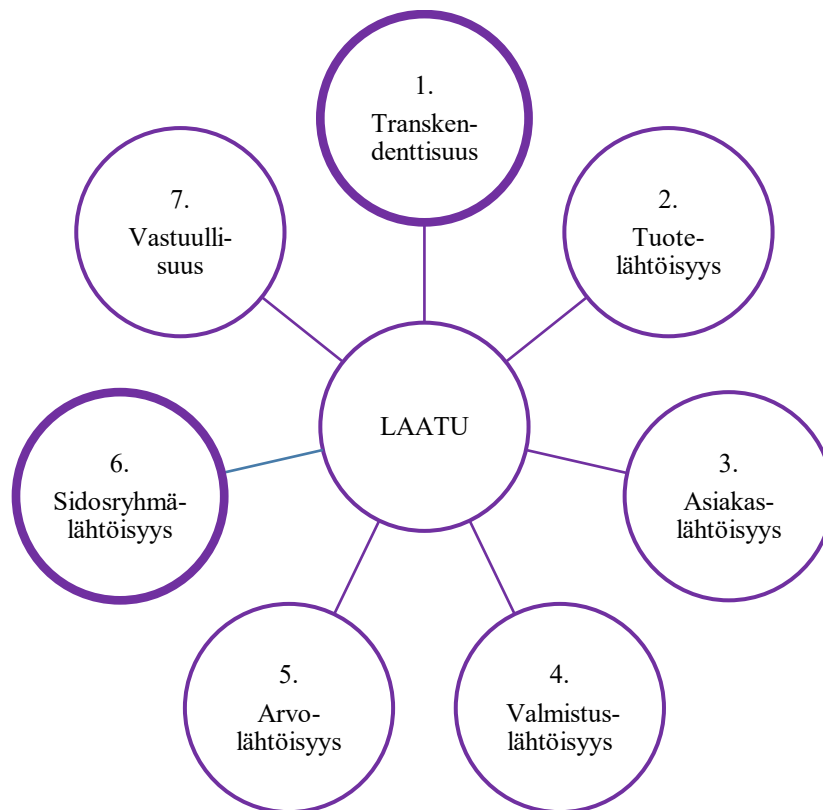 1.
Transken-
denttisuus
2.
Tuote-
lähtöisyys
3.
Asiakas-
lähtöisyys
4.
Valmistus-
lähtöisyys
5.
Arvo-
lähtöisyys
6.
Sidosryhmä-
lähtöisyys
7.
Vastuulli-
suus
LAATU